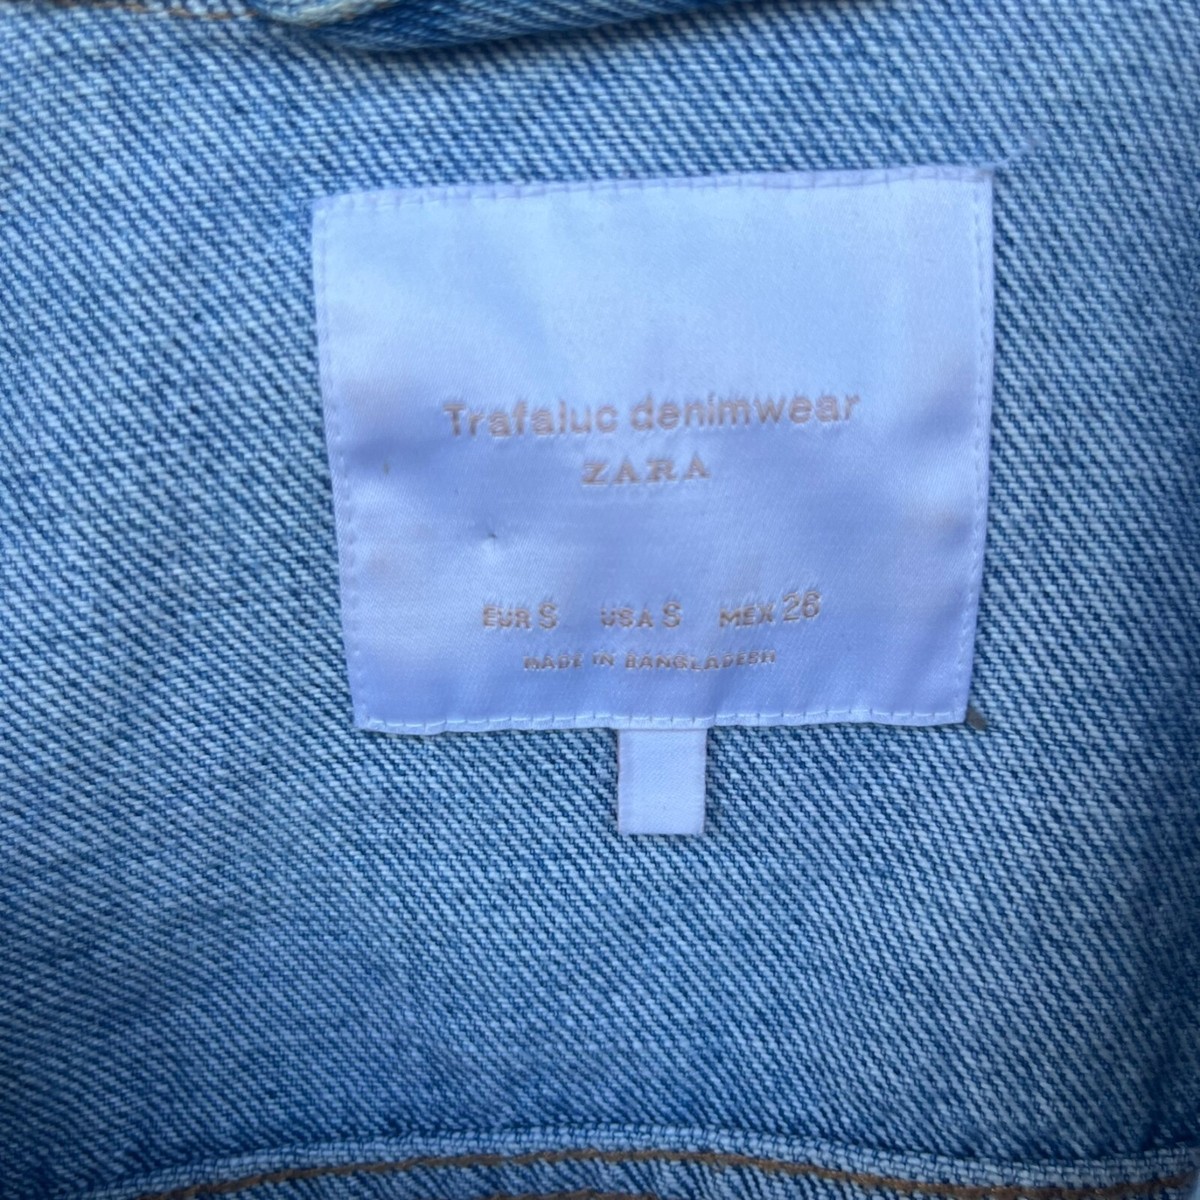 Trafaluc denimwear
ZARA
EUR S USA S MEX 26
MADE IN BANGLADESH